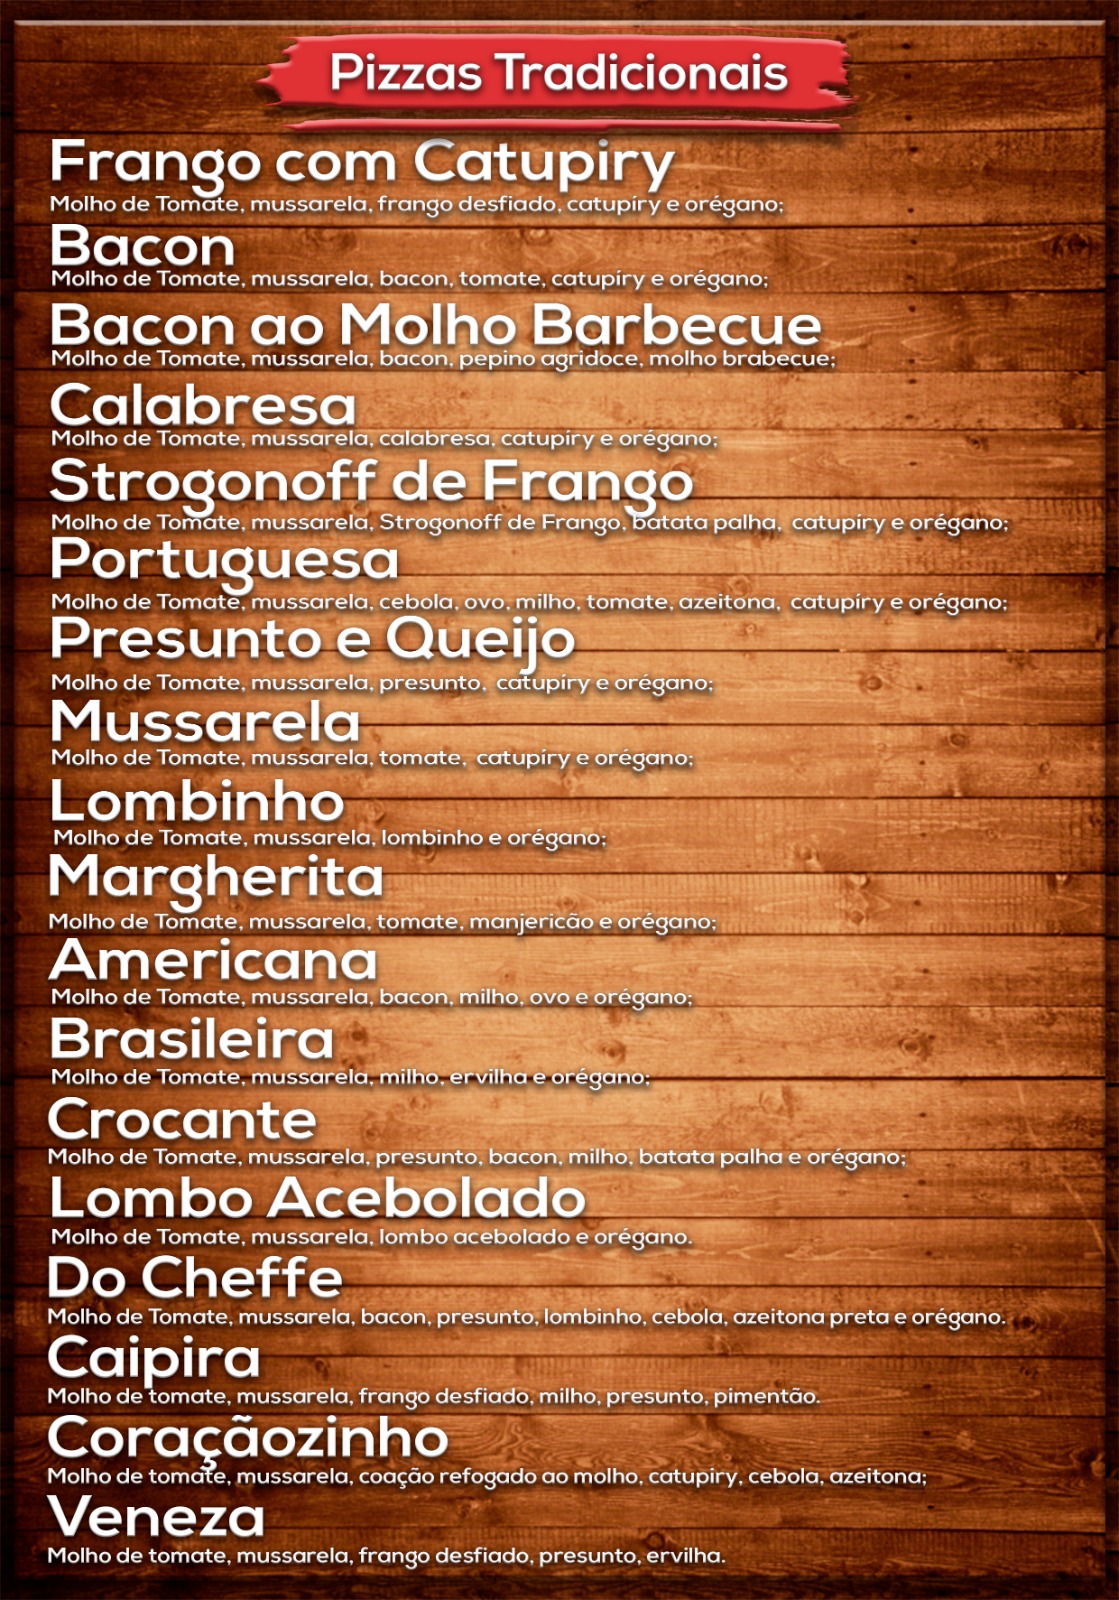 Pizzas Tradicionais
Frango com Catupiry
Molho de Tomate, mussarela, frango desfiado, catupíry e orégano;
Bacon
Molho de Tomate, mussarela, bacon, tomate, catupíry e orégano;
Bacon ao Molho Barbecue
Molho de Tomate, mussarela, bacon, pepino agridoce, molho brabecue;
Calabresa
Molho de Tomate, mussarela, calabresa, catupíry e orégano;
Strogonoff de Frango
Molho de Tomate, mussarela, Strogonoff de Frango, batata palha, catupíry e orégano;
Portuguesa
Molho de Tomate, mussarela, cebola, ovo, milho, tomate, azeitona, catupíry e orégano;
Presunto e Queijo
Molho de Tomate, mussarela, presunto, catupíry e orégano;
Mussarela
Molho de Tomate, mussarela, tomate, catupíry e orégano;
Lombinho
Molho de Tomate, mussarela, lombinho e orégano;
Margherita
Molho de Tomate, mussarela, tomate, manjericão e orégano;
Americana
Molho de Tomate, mussarela, bacon, milho, ovo e orégano;
Brasileira
Molho de Tomate, mussarela, milho, ervilha e orégano;
Crocante
Molho de Tomate, mussarela, presunto, bacon, milho, batata palha e orégano;
Lombo Acebolado
Molho de Tomate, mussarela, lombo acebolado e orégano.
Do Cheffe
Molho de Tomate, mussarela, bacon, presunto, lombinho, cebola, azeitona preta e orégano.
Caipira
Molho de tomate, mussarela, frango desfiado, milho, presunto, pimentão.
Coraçãozinho
Molho de tomate, mussarela, coação refogado ao molho, catupiry, cebola, azeitona;
Veneza
Molho de tomate, mussarela, frango desfiado, presunto, ervilha.